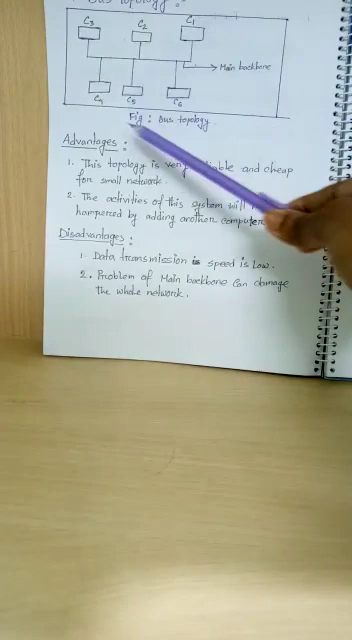 Bus topology :
C3 C2 C1
Main backbone
C4 C5 C6
Fig : Bus topology
Advantages :
1. This topology is very and cheap
for small network.
2. The activities of this system will
hampered by adding another computer
Disadvantages :
1. Data transmission is speed is Low.
2. Problem of Main backbone Can damage
the whole network.